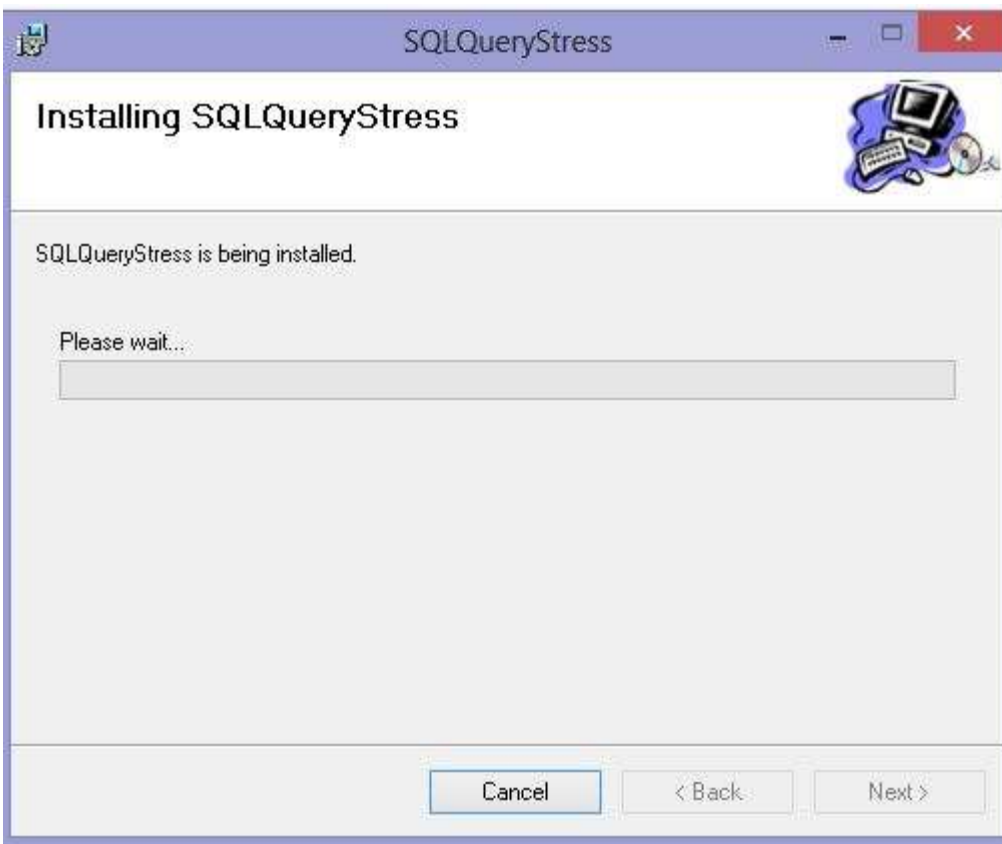 SQLQueryStress
Installing SQLQueryStress
SQLQueryStress is being installed.
Please wait...
Cancel
< Back
Next >